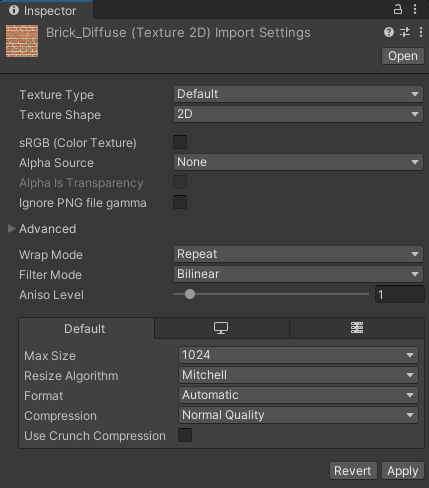 Inspector
Brick_Diffuse (Texture 2D) Import Settings
Open
Texture Type Default
Texture Shape 2D
sRGB (Color Texture)
Alpha Source None
Alpha Is Transparency
Ignore PNG file gamma
Advanced
Wrap Mode Repeat
Filter Mode Bilinear
Aniso Level 1
Default
Max Size 1024
Resize Algorithm Mitchell
Format Automatic
Compression Normal Quality
Use Crunch Compression
Revert Apply